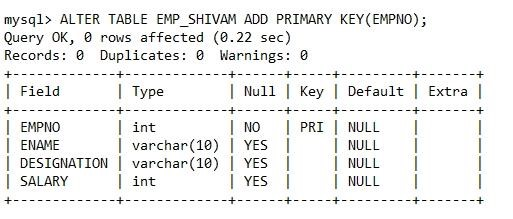 mysql> ALTER TABLE EMP_SHIVAM ADD PRIMARY KEY(EMPNO);
Query OK, 0 rows affected (0.22 sec)
Records: 0  Duplicates: 0  Warnings: 0
+-------------+-------------+------+-----+---------+-------+
| Field       | Type        | Null | Key | Default | Extra |
+-------------+-------------+------+-----+---------+-------+
| EMPNO       | int         | NO   | PRI | NULL    |       |
| ENAME       | varchar(10) | YES  |     | NULL    |       |
| DESIGNATION | varchar(10) | YES  |     | NULL    |       |
| SALARY      | int         | YES  |     | NULL    |       |
+-------------+-------------+------+-----+---------+-------+